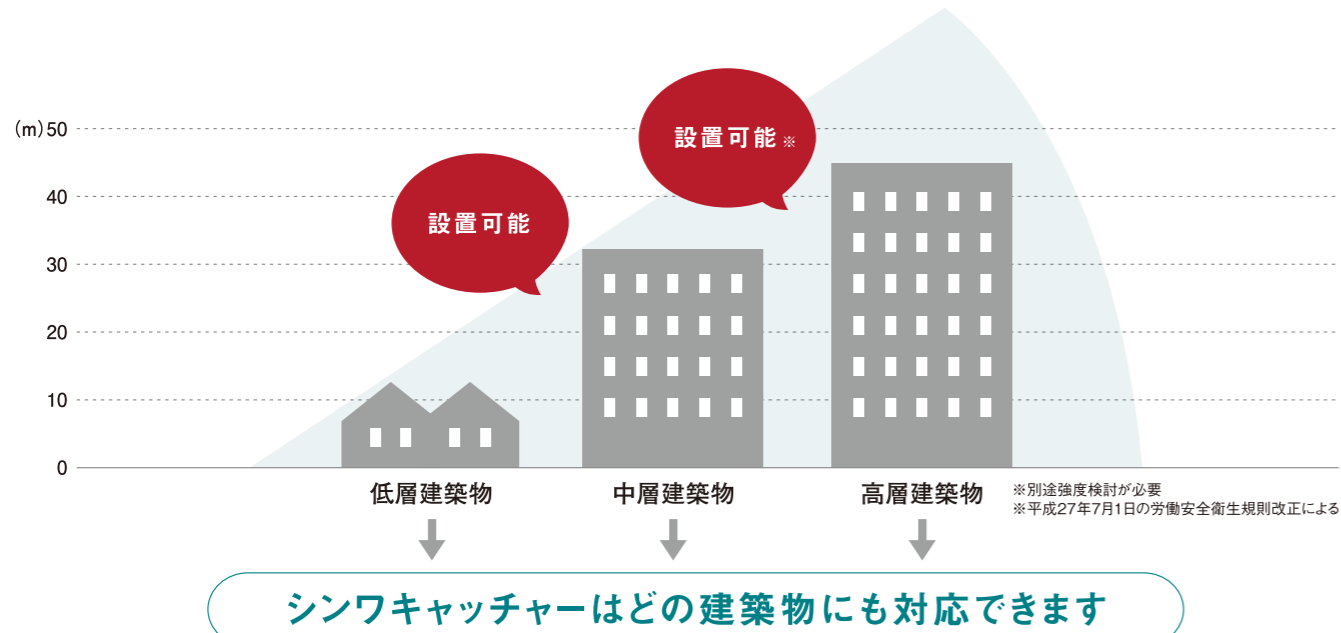 設置可能※
(m)50
設置可能
40
30
20
10
0
低層建築物
中層建築物
高層建築物
※別途強度検討が必要
※平成27年7月1日の労働安全衛生規則改正による
シンワキャッチャーはどの建築物にも対応できます